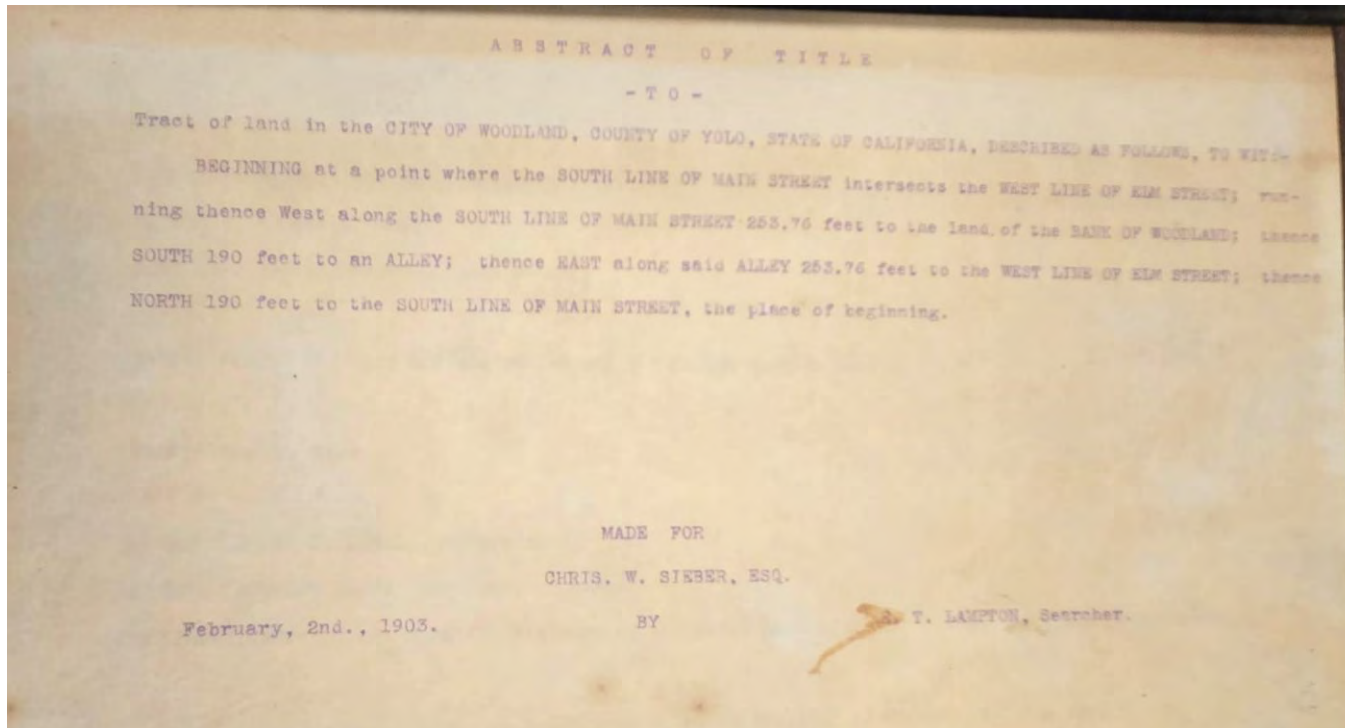 ABSTRACT OF TITLE
-TO-
Tract of land in the CITY OF WOODLAND, COUNTY OF YOLO, STATE OF CALIFORNIA, DESCRIBED AS FOLLOWS, TO WIT:-
BEGINNING at a point where the SOUTH LINE OF MAIN STREET intersects the WEST LINE OF ELM STREET; run-
ning thence West along the SOUTH LINE OF MAIN STREET 253.76 feet to the land of the BANK OF WOODLAND; thence
SOUTH 190 feet to an ALLEY; thence EAST along said ALLEY 253.76 feet to the WEST LINE OF ELM STREET; thence
NORTH 190 feet to the SOUTH LINE OF MAIN STREET, the place of beginning.
MADE FOR
CHRIS. W. SIEBER, ESQ.
February, 2nd., 1903. BY T. LAMPTON, Searcher.